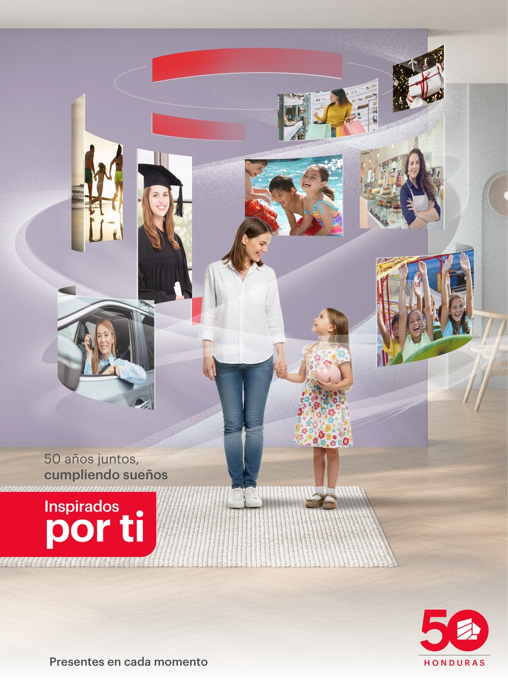 50 años juntos,
cumpliendo sueños
Inspirados
por ti
50
HONDURAS
Presentes en cada momento